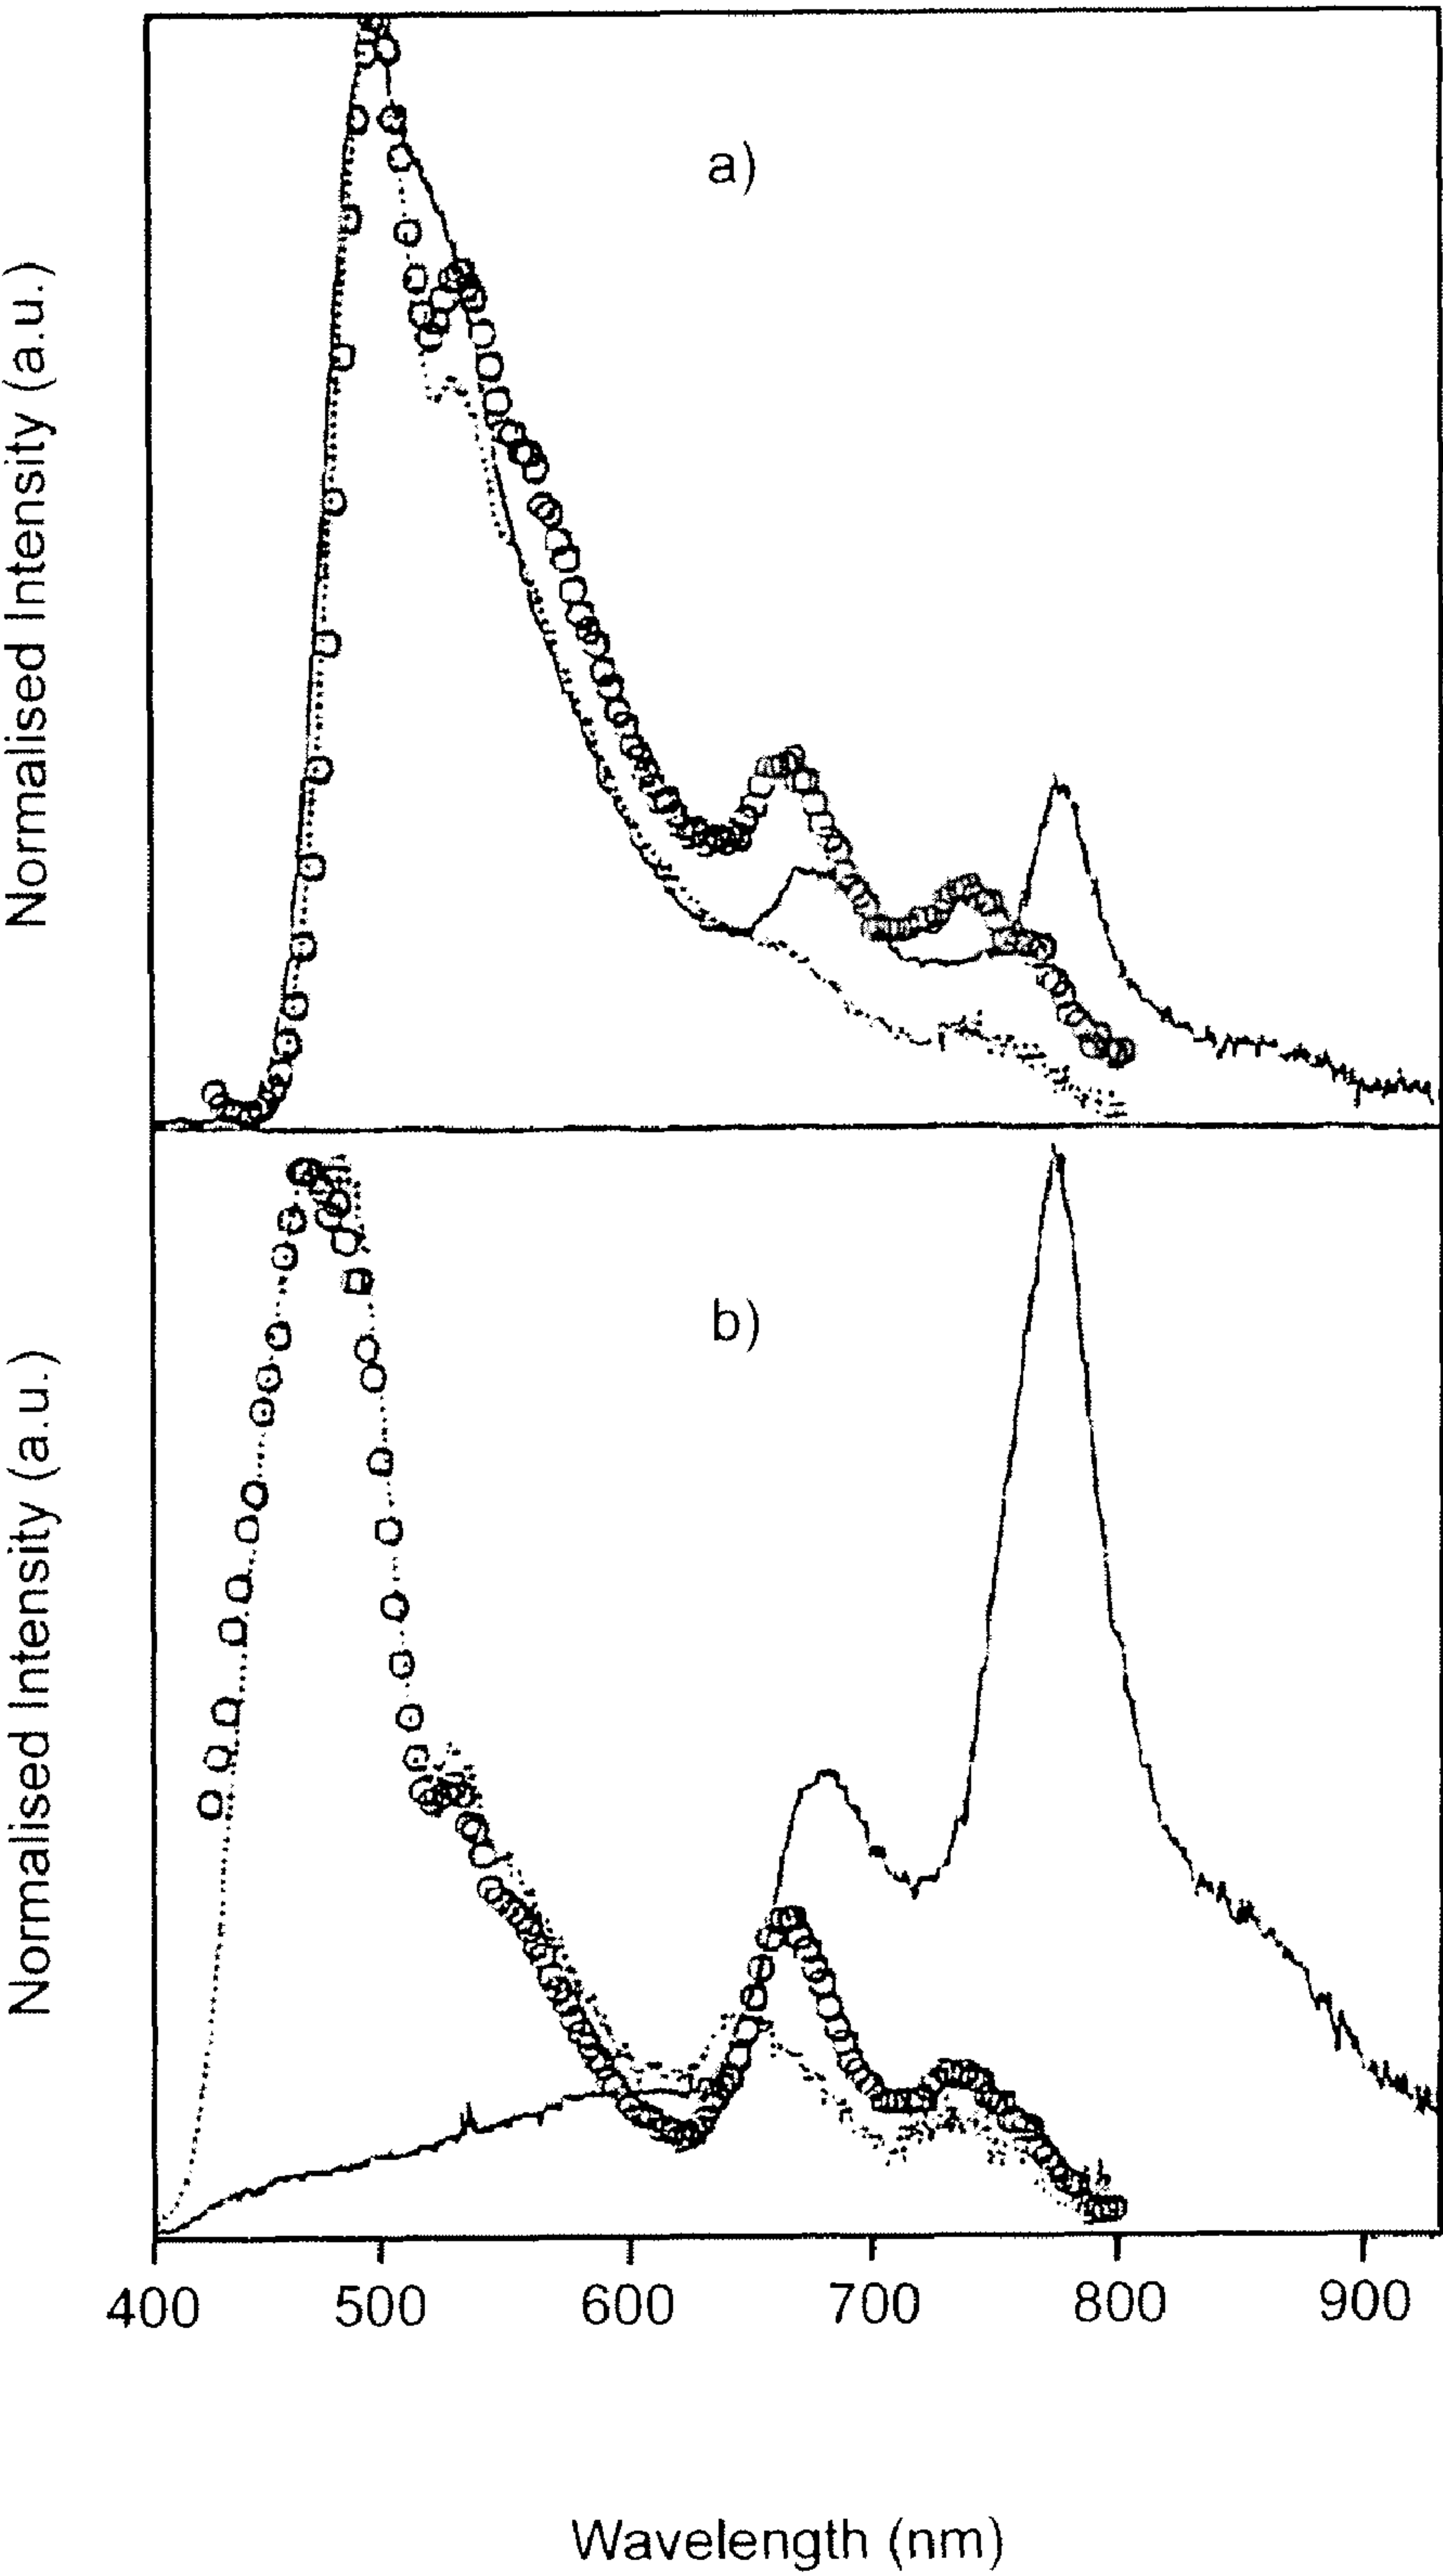 Normalised Intensity (a.u.)
a)
Normalised Intensity (a.u.)
b)
400 500 600 700 800 900
Wavelength (nm)